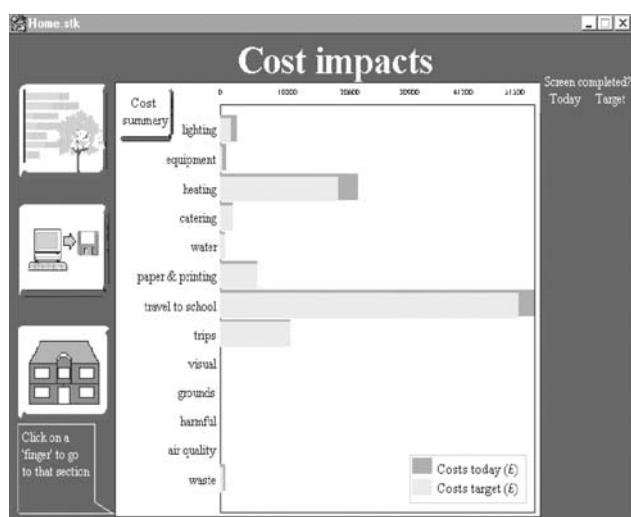 Home.stk
Cost impacts
Screen completed?
Today Target
Cost
summary
0
lighting
equipment
heating
catering
water
paper & printing
travel to school
trips
visual
grounds
harmful
air quality
waste
Click on a
'finger' to go
to that section
Costs today (£)
Costs target (£)